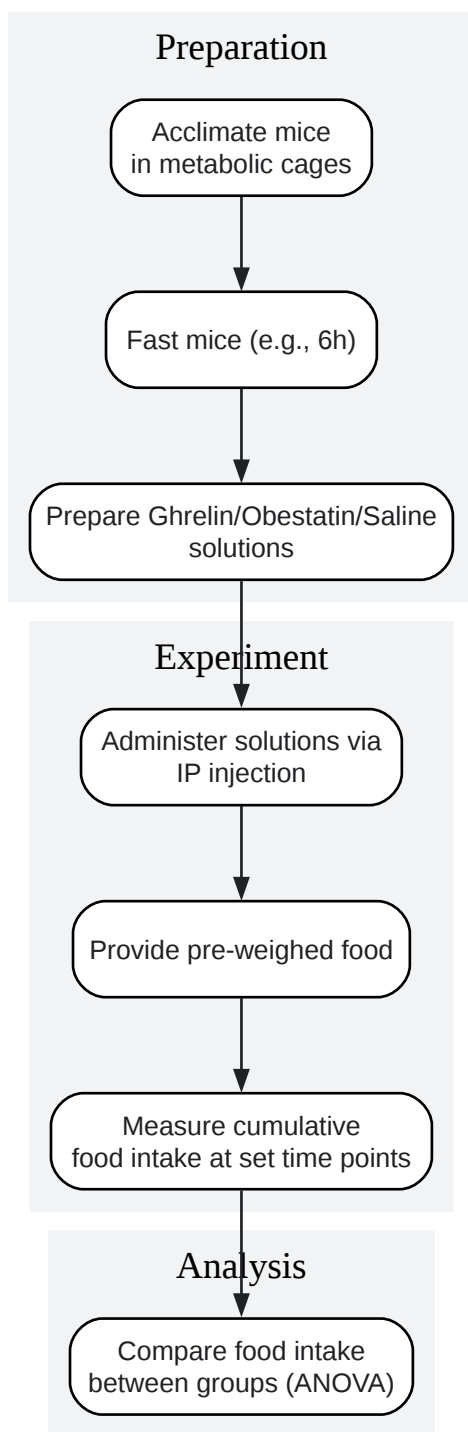 Preparation
Acclimate mice
in metabolic cages
Fast mice (e.g., 6h)
Prepare Ghrelin/Obestatin/Saline
solutions
Experiment
Administer solutions via
IP injection
Provide pre-weighed food
Measure cumulative
food intake at set time points
Analysis
Compare food intake
between groups (ANOVA)